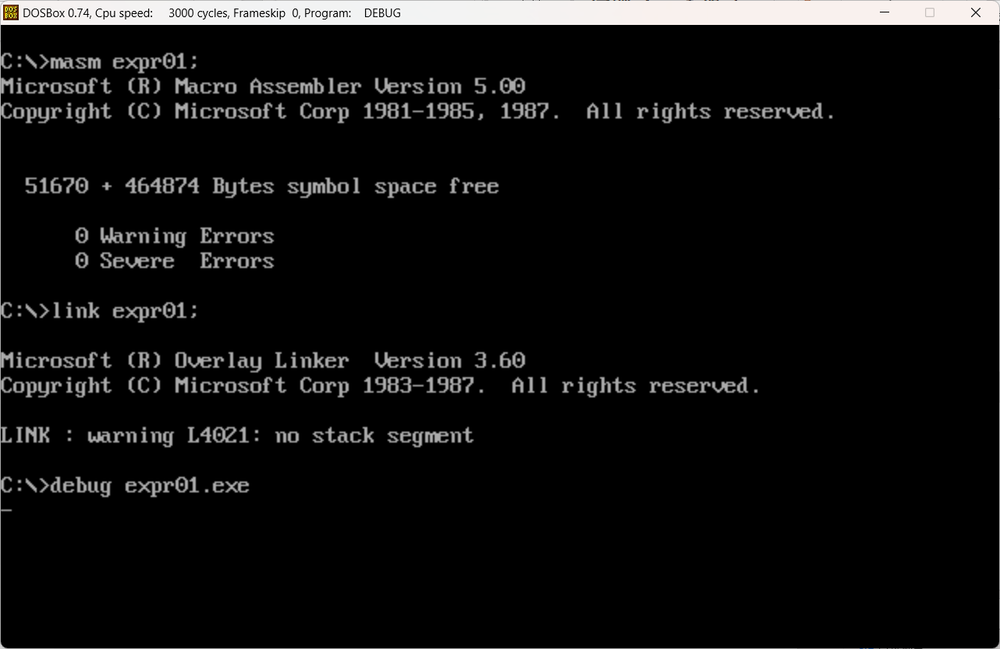 DOSBox 0.74, Cpu speed:    3000 cycles, Frameskip  0, Program:    DEBUG
C:\>masm expr01;
Microsoft (R) Macro Assembler Version 5.00
Copyright (C) Microsoft Corp 1981-1985, 1987.  All rights reserved.
51670 + 464874 Bytes symbol space free
0 Warning Errors
0 Severe  Errors
C:\>link expr01;
Microsoft (R) Overlay Linker  Version 3.60
Copyright (C) Microsoft Corp 1983-1987.  All rights reserved.
LINK : warning L4021: no stack segment
C:\>debug expr01.exe
_